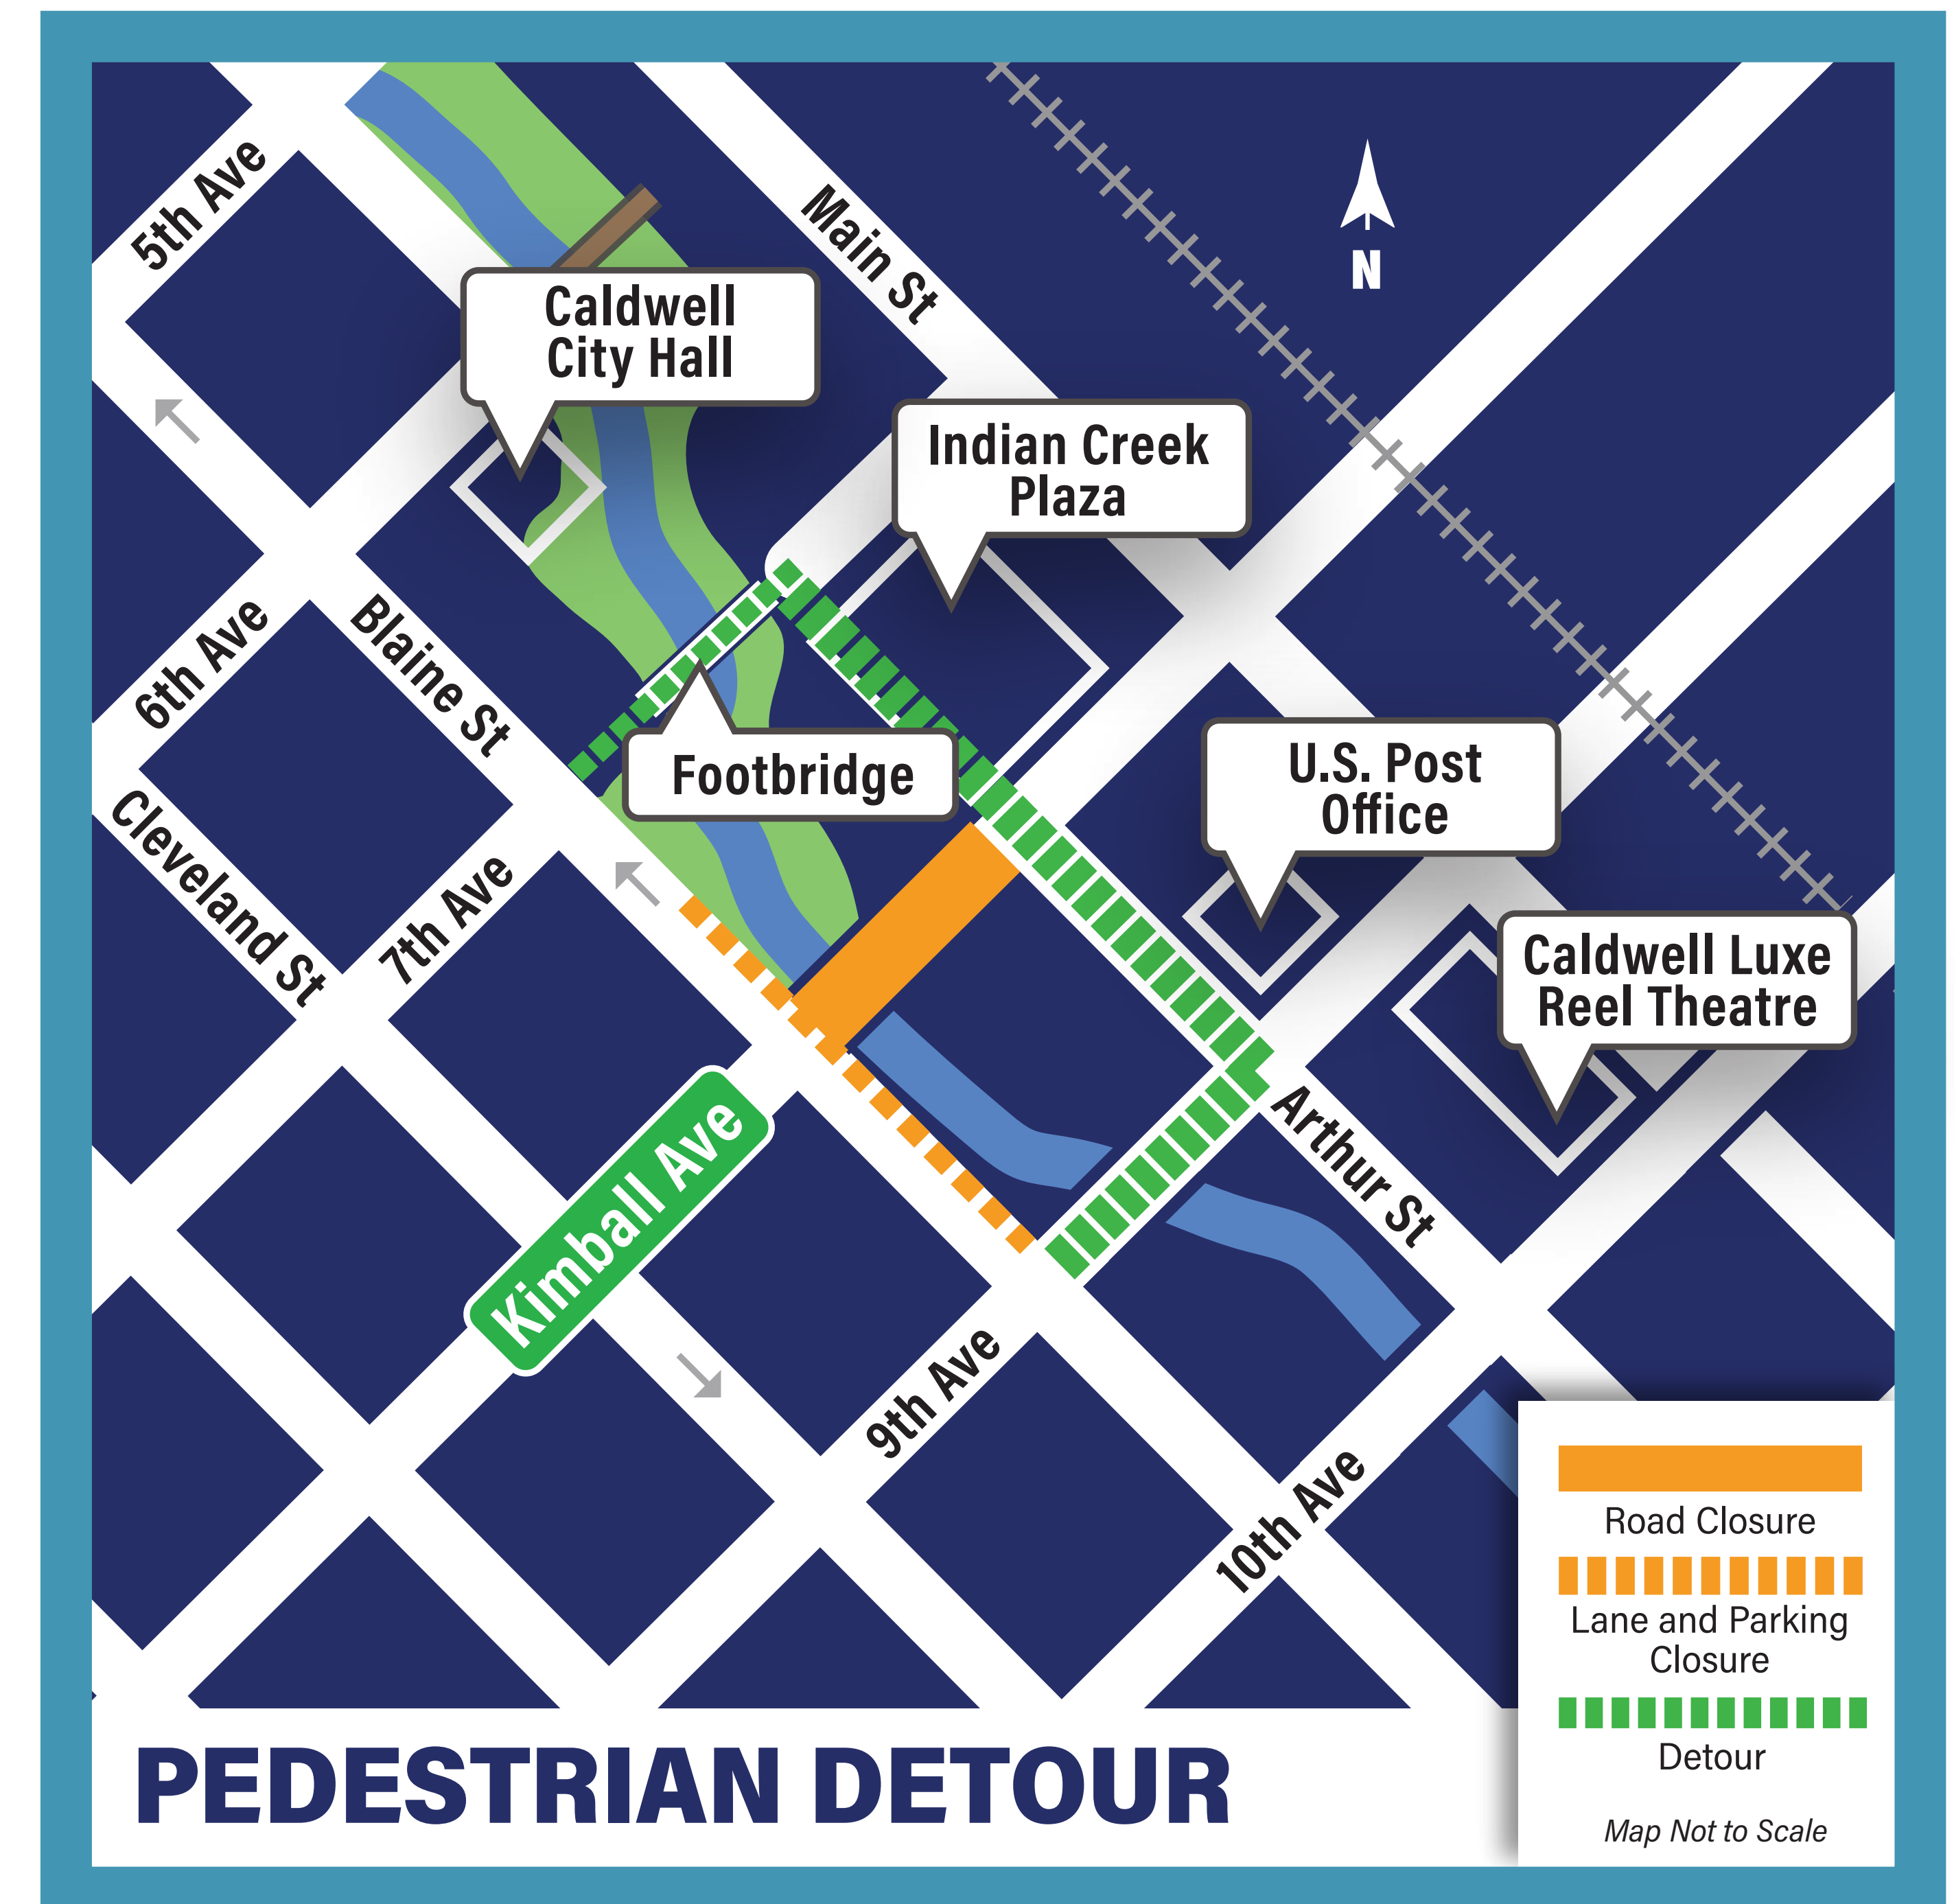 5th Ave
Main St
N
Caldwell
City Hall
Indian Creek
Plaza
6th Ave
Blaine St
Footbridge
U.S. Post
Office
Cleveland St
7th Ave
Caldwell Luxe
Reel Theatre
Kimball Ave
Arthur St
9th Ave
10th Ave
Road Closure
Lane and Parking
Closure
Detour
Map Not to Scale
PEDESTRIAN DETOUR